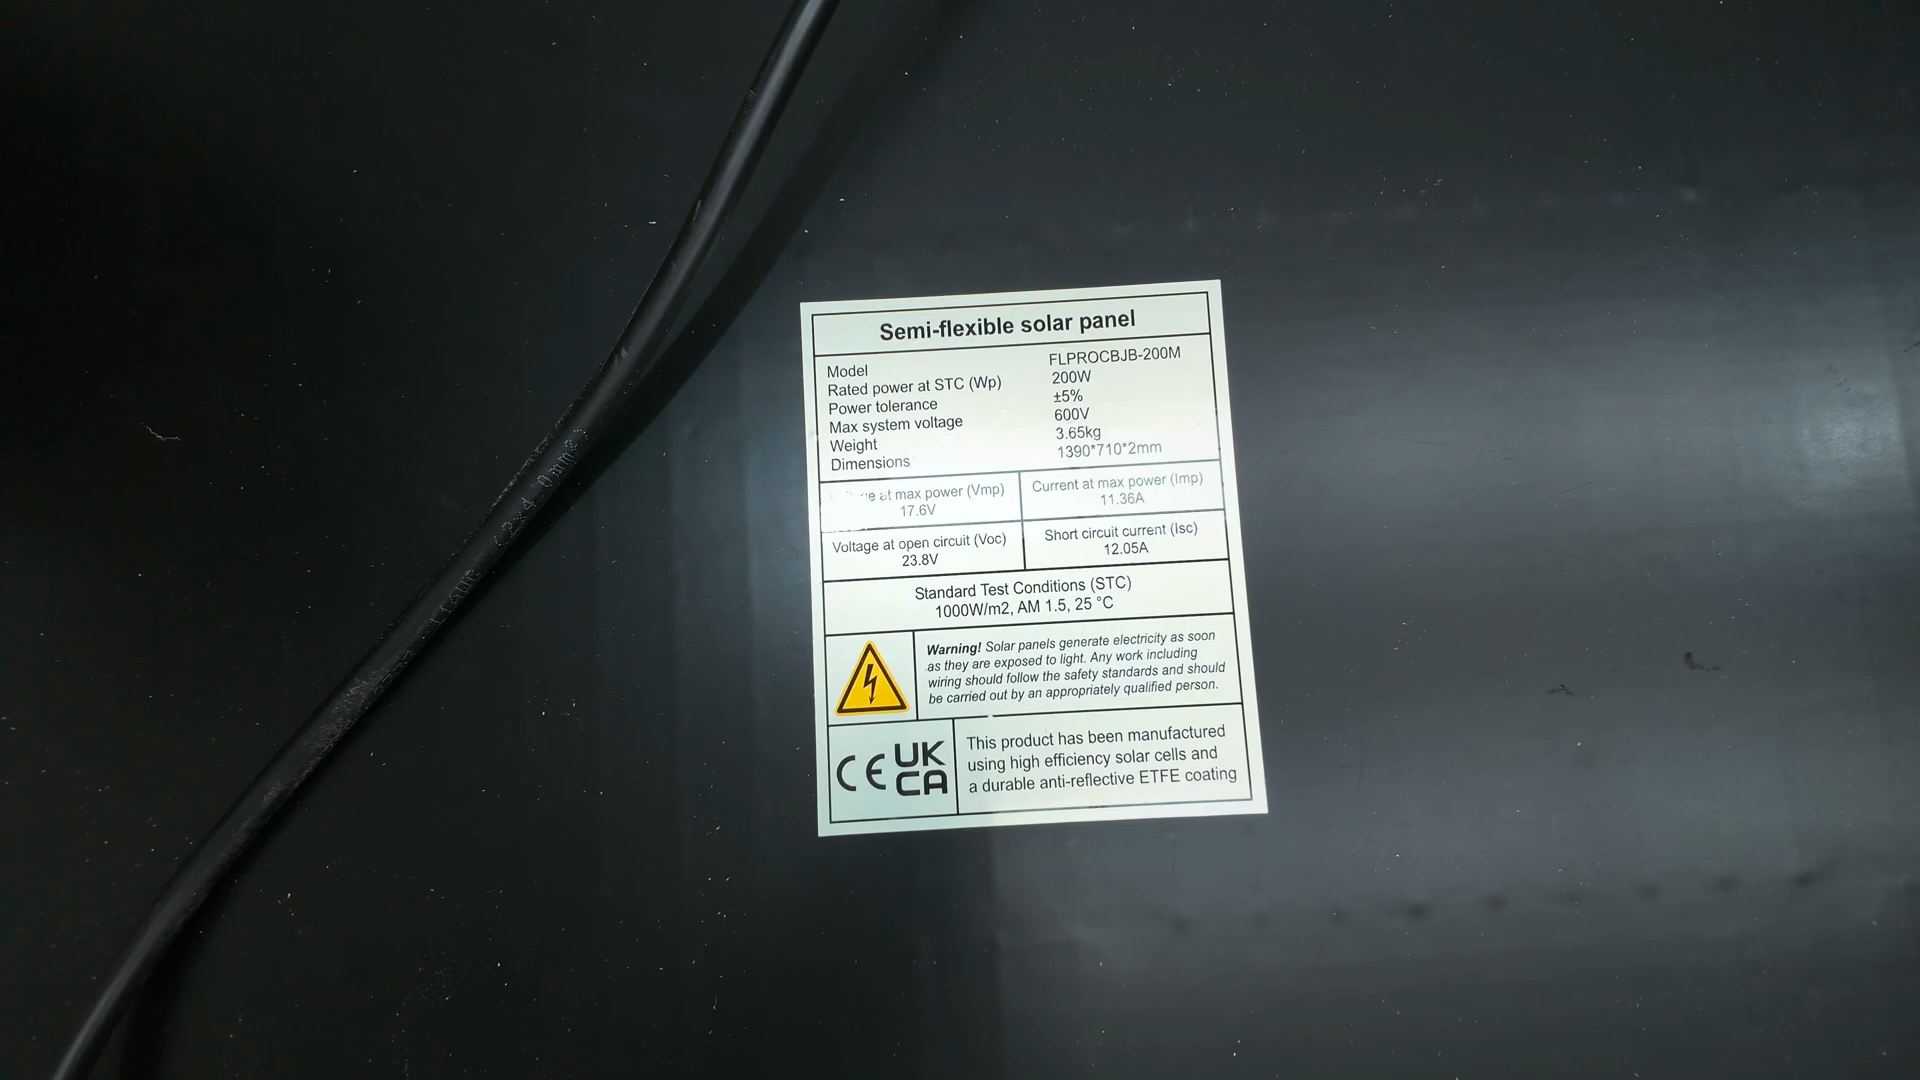 Semi-flexible solar panel
Model FLPROCBJB-200M
Rated power at STC (Wp) 200W
Power tolerance ±5%
Max system voltage 600V
Weight 3.65kg
Dimensions 1390*710*2mm
at max power (Vmp)
17.6V
Current at max power (Imp)
11.36A
Voltage at open circuit (Voc)
23.8V
Short circuit current (Isc)
12.05A
Standard Test Conditions (STC)
1000W/m2, AM 1.5, 25 °C
Warning! Solar panels generate electricity as soon
as they are exposed to light. Any work including
wiring should follow the safety standards and should
be carried out by an appropriately qualified person.
CE UK
CA
This product has been manufactured
using high efficiency solar cells and
a durable anti-reflective ETFE coating
2x4.0mm2